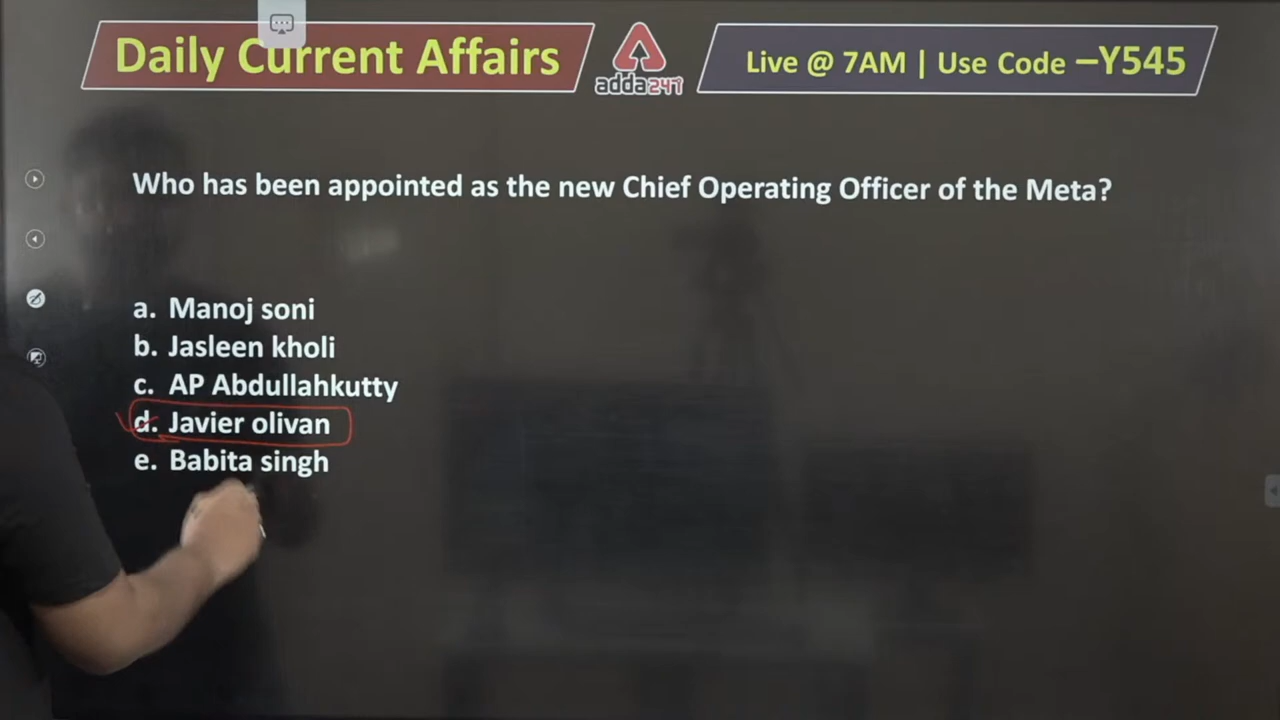 Daily Current Affairs
adda247
Live @ 7AM | Use Code –Y545
Who has been appointed as the new Chief Operating Officer of the Meta?
a. Manoj soni
b. Jasleen kholi
c. AP Abdullahkutty
d. Javier olivan
e. Babita singh